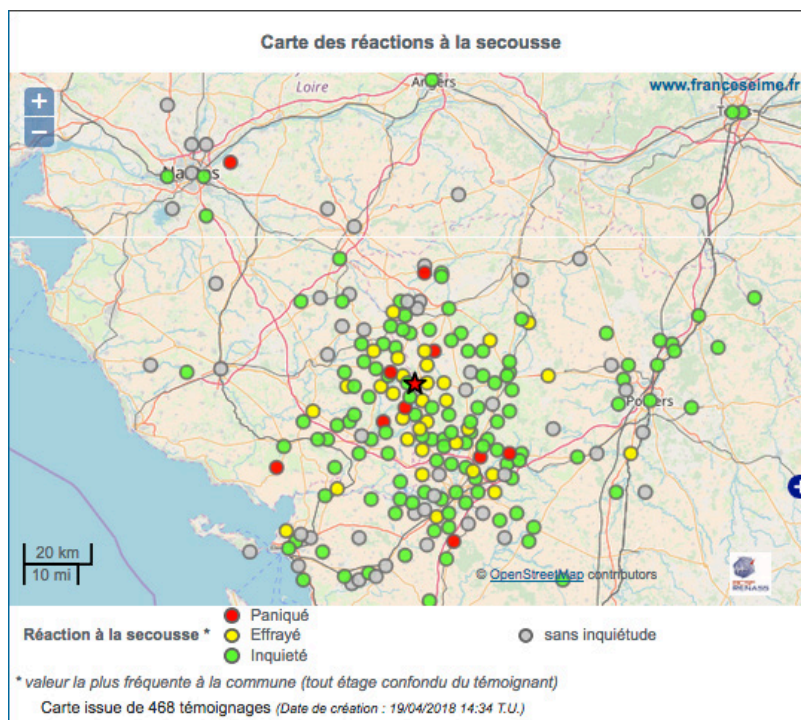 Carte des réactions à la secousse
+
www.franceseime.fr
−
Loire
Angers
20 km
10 mi
© OpenStreetMap contributors
RENASS
Paniqué
Réaction à la secousse *
Effrayé
sans inquiétude
Inquieté
* valeur la plus fréquente à la commune (tout étage confondu du témoignant)
Carte issue de 468 témoignages (Date de création : 19/04/2018 14:34 T.U.)